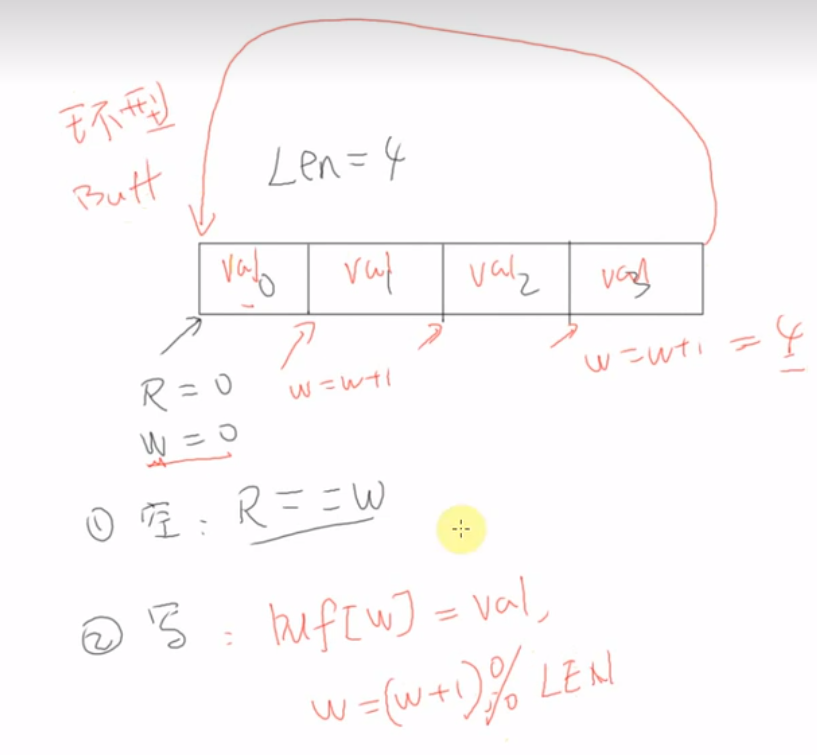 环型
Buff
Len=4
val0 val1 val2 val3
R=0
W=0
w=w+1
w=w+1=4
① 空: R==W
② 写: buf[w]=val,
w=(w+1)% LEN